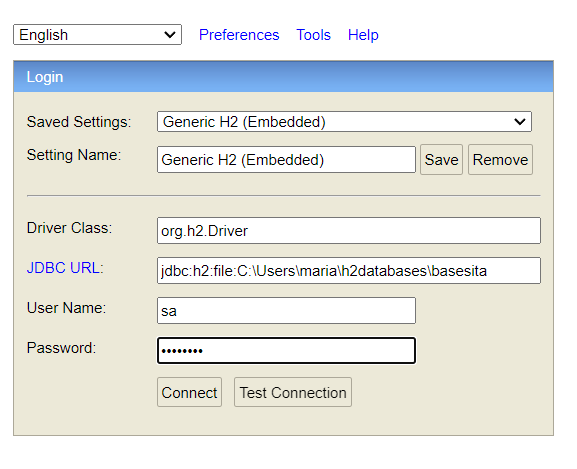 English Preferences Tools Help
Login
Saved Settings: Generic H2 (Embedded)
Setting Name: Generic H2 (Embedded) Save Remove
Driver Class: org.h2.Driver
JDBC URL: jdbc:h2:file:C:\Users\maria\h2databases\basesita
User Name: sa
Password: ••••••••
Connect Test Connection